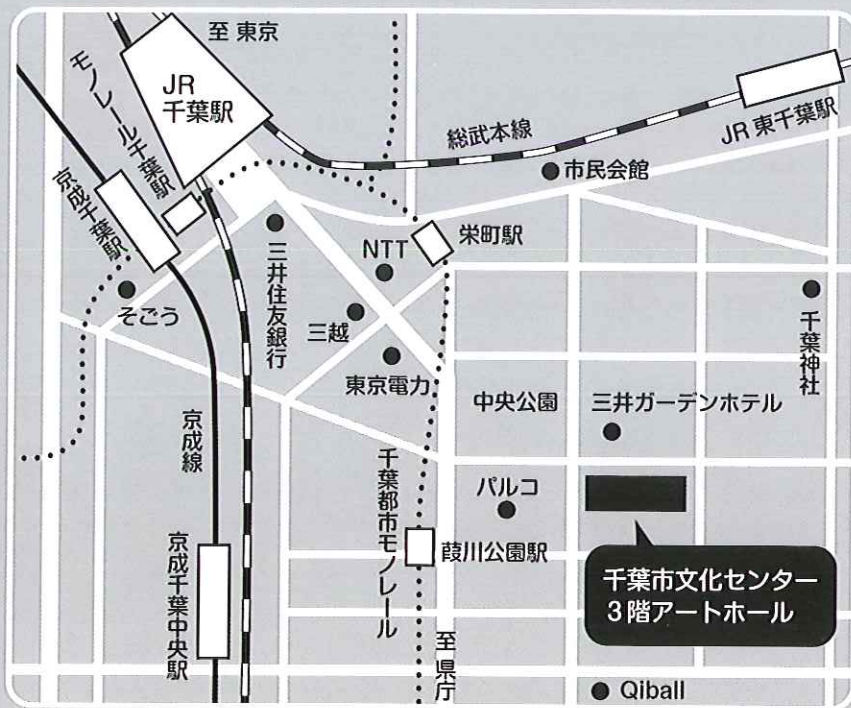 至 東京
JR
千葉駅
モノレール千葉駅
京成千葉駅
総武本線
JR 東千葉駅
市民会館
栄町駅
NTT
三井住友銀行
そごう
三越
千葉神社
東京電力
中央公園
三井ガーデンホテル
京成線
千葉都市モノレール
パルコ
葭川公園駅
千葉市文化センター
3階アートホール
京成千葉中央駅
至 県庁
Qiball